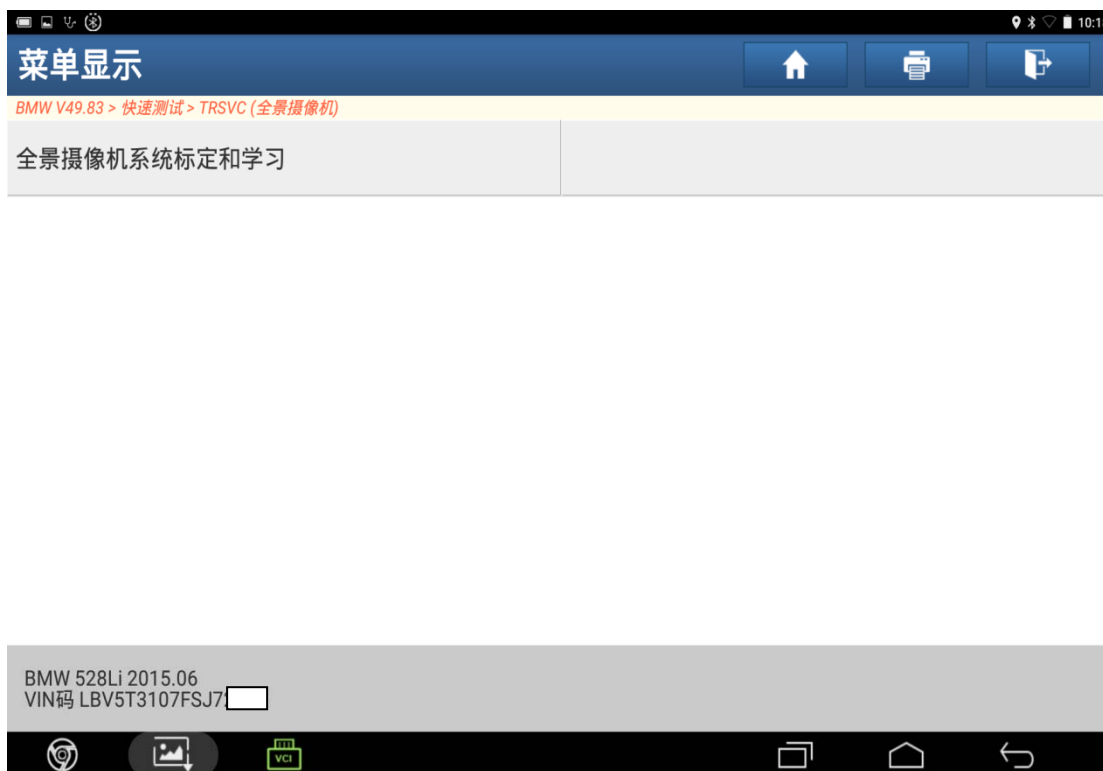 10:1
菜单显示
BMW V49.83 > 快速测试 > TRSVC (全景摄像机)
全景摄像机系统标定和学习
BMW 528Li 2015.06
VIN码 LBV5T3107FSJ7
VCI